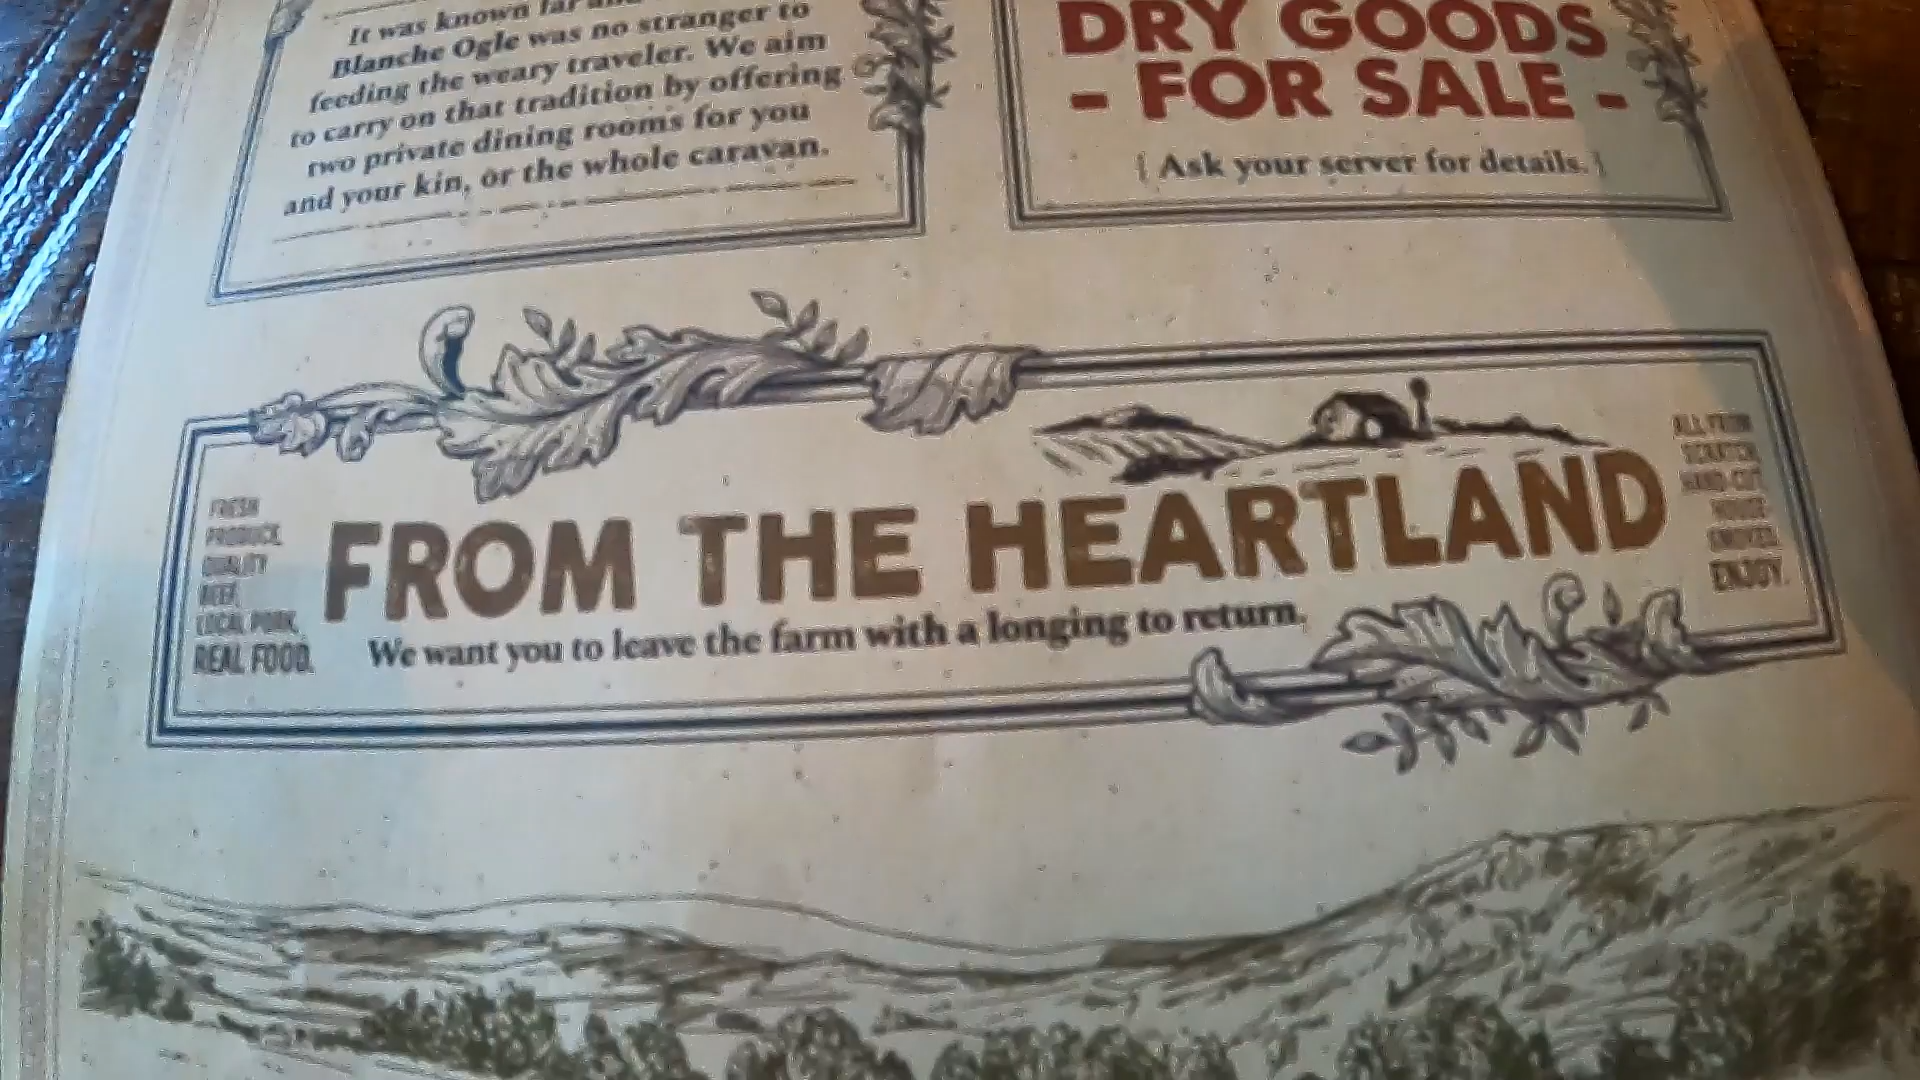 It was known far and
Blanche Ogle was no stranger to
feeding the weary traveler. We aim
to carry on that tradition by offering
two private dining rooms for you
and your kin, or the whole caravan.
DRY GOODS
- FOR SALE -
{ Ask your server for details. }
FRESH
PRODUCE,
QUALITY
BEEF,
LOCAL PORK,
REAL FOOD.
FROM THE HEARTLAND
We want you to leave the farm with a longing to return.
ALL FROM
SCRATCH,
HAND-CUT,
HOUSE-
SMOKED.
ENJOY.